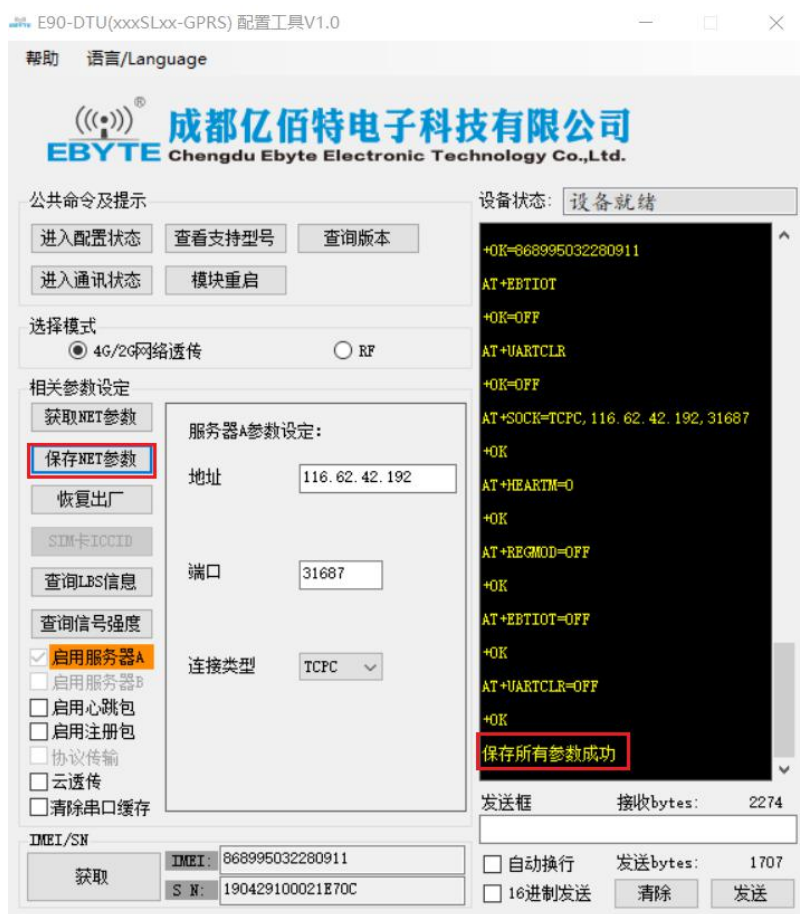 E90-DTU(xxxSLxx-GPRS) 配置工具V1.0
帮助 语言/Language
®
EBYTE
成都亿佰特电子科技有限公司
Chengdu Ebyte Electronic Technology Co.,Ltd.
公共命令及提示
进入配置状态 查看支持型号 查询版本
进入通讯状态 模块重启
选择模式
4G/2G网络透传 RF
相关参数设定
获取NET参数
保存NET参数
恢复出厂
SIM卡ICCID
查询LBS信息
查询信号强度
启用服务器A
启用服务器B
启用心跳包
启用注册包
协议传输
云透传
清除串口缓存
服务器A参数设定:
地址 116.62.42.192
端口 31687
连接类型 TCPC
IMEI/SN
获取
IMEI: 868995032280911
S N: 190429100021E70C
设备状态: 设备就绪
+OK=868995032280911
AT+EBTIOT
+OK=OFF
AT+UARTCLR
+OK=OFF
AT+SOCK=TCPC,116.62.42.192,31687
+OK
AT+HEARTM=0
+OK
AT+REGMOD=OFF
+OK
AT+EBTIOT=OFF
+OK
AT+UARTCLR=OFF
+OK
保存所有参数成功
发送框 接收bytes: 2274
自动换行 发送bytes: 1707
16进制发送 清除 发送